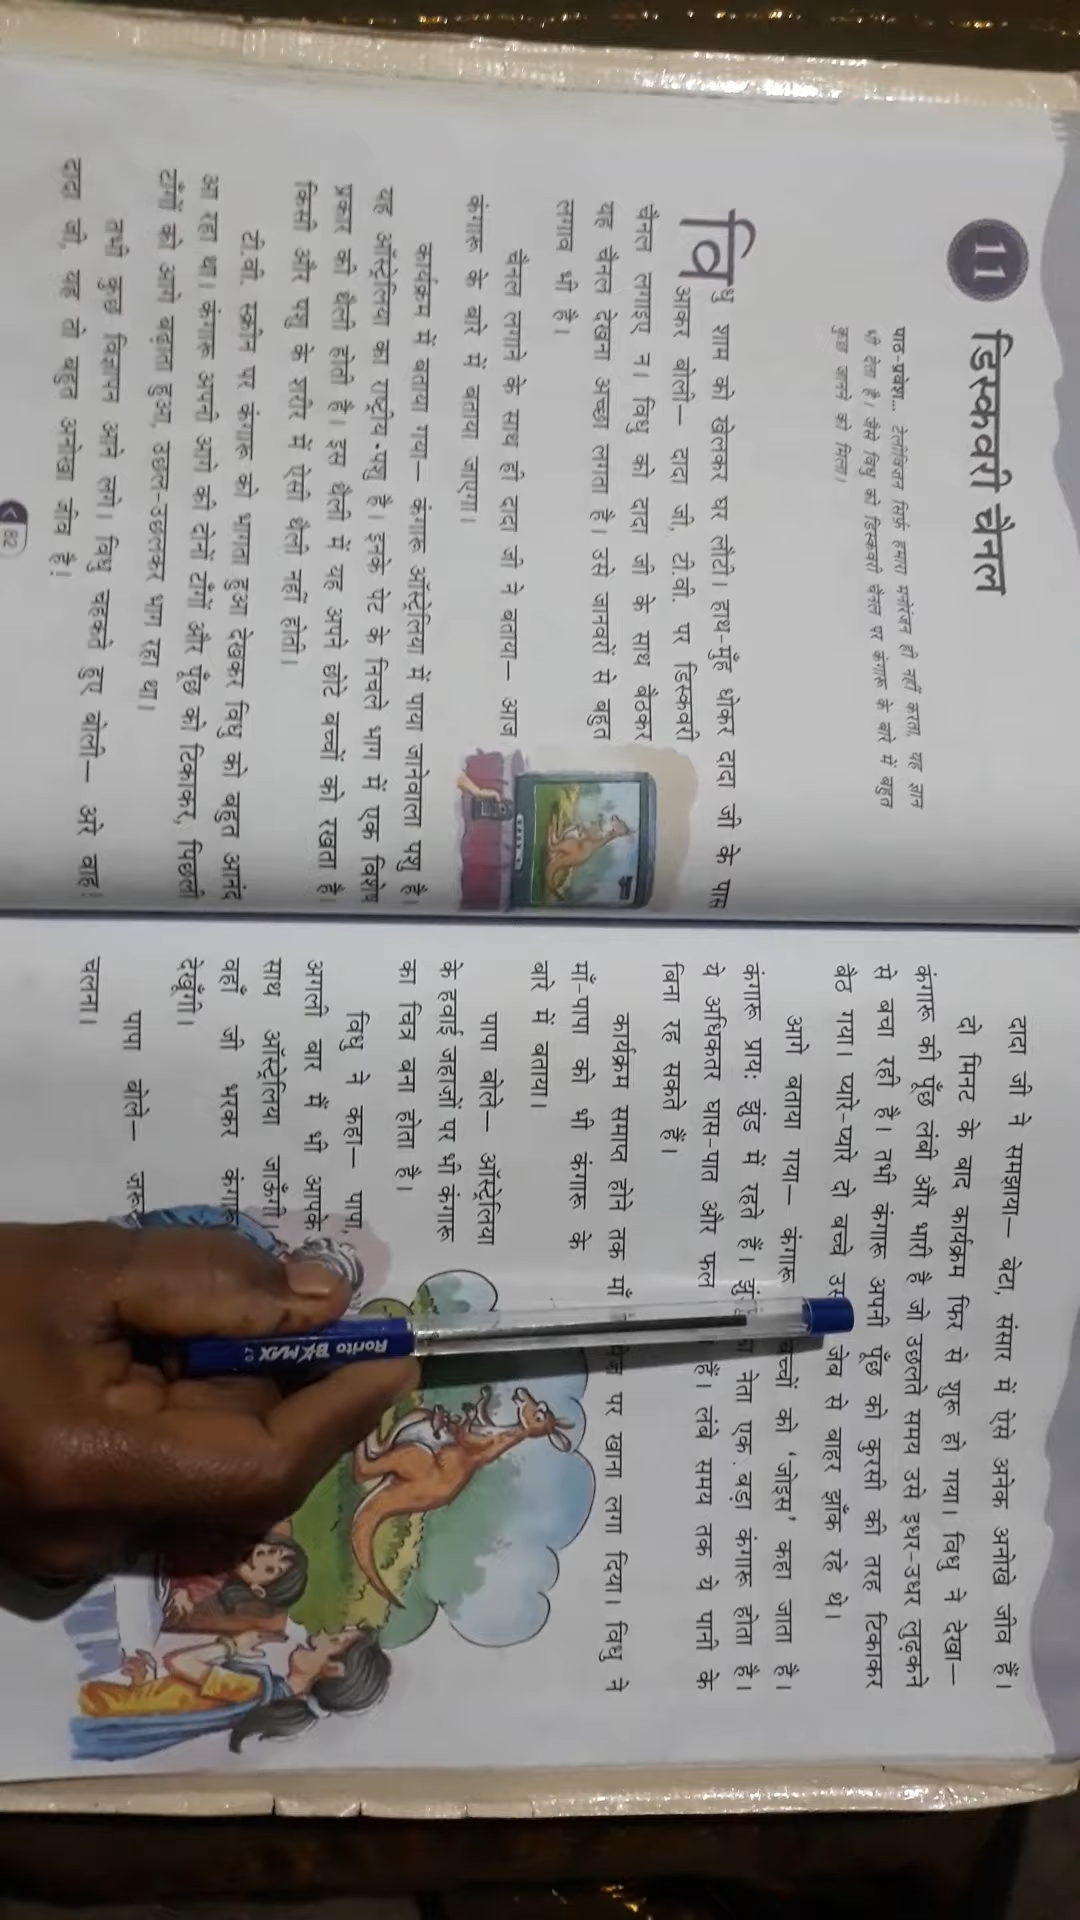 11 डिस्कवरी चैनल
पाठ-प्रवेश... टेलीविज़न सिर्फ़ हमारा मनोरंजन ही नहीं करता, यह ज्ञान
भी देता है। जैसे विधु को डिस्कवरी चैनल पर कंगारू के बारे में बहुत
कुछ जानने को मिला।
विधु शाम को खेलकर घर लौटी। हाथ-मुँह धोकर दादा जी के पास
आकर बोली— दादा जी, टी.वी. पर डिस्कवरी
चैनल लगाइए न। विधु को दादा जी के साथ बैठकर
यह चैनल देखना अच्छा लगता है। उसे जानवरों से बहुत
लगाव भी है।
चैनल लगाने के साथ ही दादा जी ने बताया— आज
कंगारू के बारे में बताया जाएगा।
कार्यक्रम में बताया गया— कंगारू ऑस्ट्रेलिया में पाया जानेवाला पशु है।
यह ऑस्ट्रेलिया का राष्ट्रीय-पशु है। इनके पेट के निचले भाग में एक विशेष
प्रकार की थैली होती है। इस थैली में यह अपने छोटे बच्चों को रखता है।
किसी और पशु के शरीर में ऐसी थैली नहीं होती।
टी.वी. स्क्रीन पर कंगारू को भागता हुआ देखकर विधु को बहुत आनंद
आ रहा था। कंगारू अपनी आगे की दोनों टांगों और पूँछ को टिकाकर, पिछली
टांगों को आगे बढ़ाता हुआ, उछल-उछलकर भाग रहा था।
तभी कुछ विज्ञापन आने लगे। विधु चहकते हुए बोली— अरे वाह!
दादा जी, यह तो बहुत अनोखा जीव है!
82
दादा जी ने समझाया— बेटा, संसार में ऐसे अनेक अनोखे जीव हैं।
दो मिनट के बाद कार्यक्रम फिर से शुरू हो गया। विधु ने देखा—
कंगारू की पूँछ लंबी और भारी है जो उछलते समय उसे इधर-उधर लुढ़कने
से बचा रही है। तभी कंगारू अपनी पूँछ को कुरसी की तरह टिकाकर
बैठ गया। प्यारे-प्यारे दो बच्चे जेब से बाहर झाँक रहे थे।
आगे बताया गया— कंगारू बच्चों को 'जोइस' कहा जाता है।
कंगारू प्राय: झुंड में रहते हैं। नेता एक बड़ा कंगारू होता है।
ये अधिकतर घास-पात और फल हैं। लंबे समय तक ये पानी के
बिना रह सकते हैं।
कार्यक्रम समाप्त होने तक माँ पर खाना लगा दिया। विधु ने
माँ-पापा को भी कंगारू के
बारे में बताया।
पापा बोले— ऑस्ट्रेलिया
के हवाई जहाजों पर भी कंगारू
का चित्र बना होता है।
विधु ने कहा— पापा,
अगली बार मैं भी आपके
साथ ऑस्ट्रेलिया जाऊंगी।
वहाँ जी भरकर कंगारू
देखूंगी।
पापा बोले—
चलना।
Rorito MAX